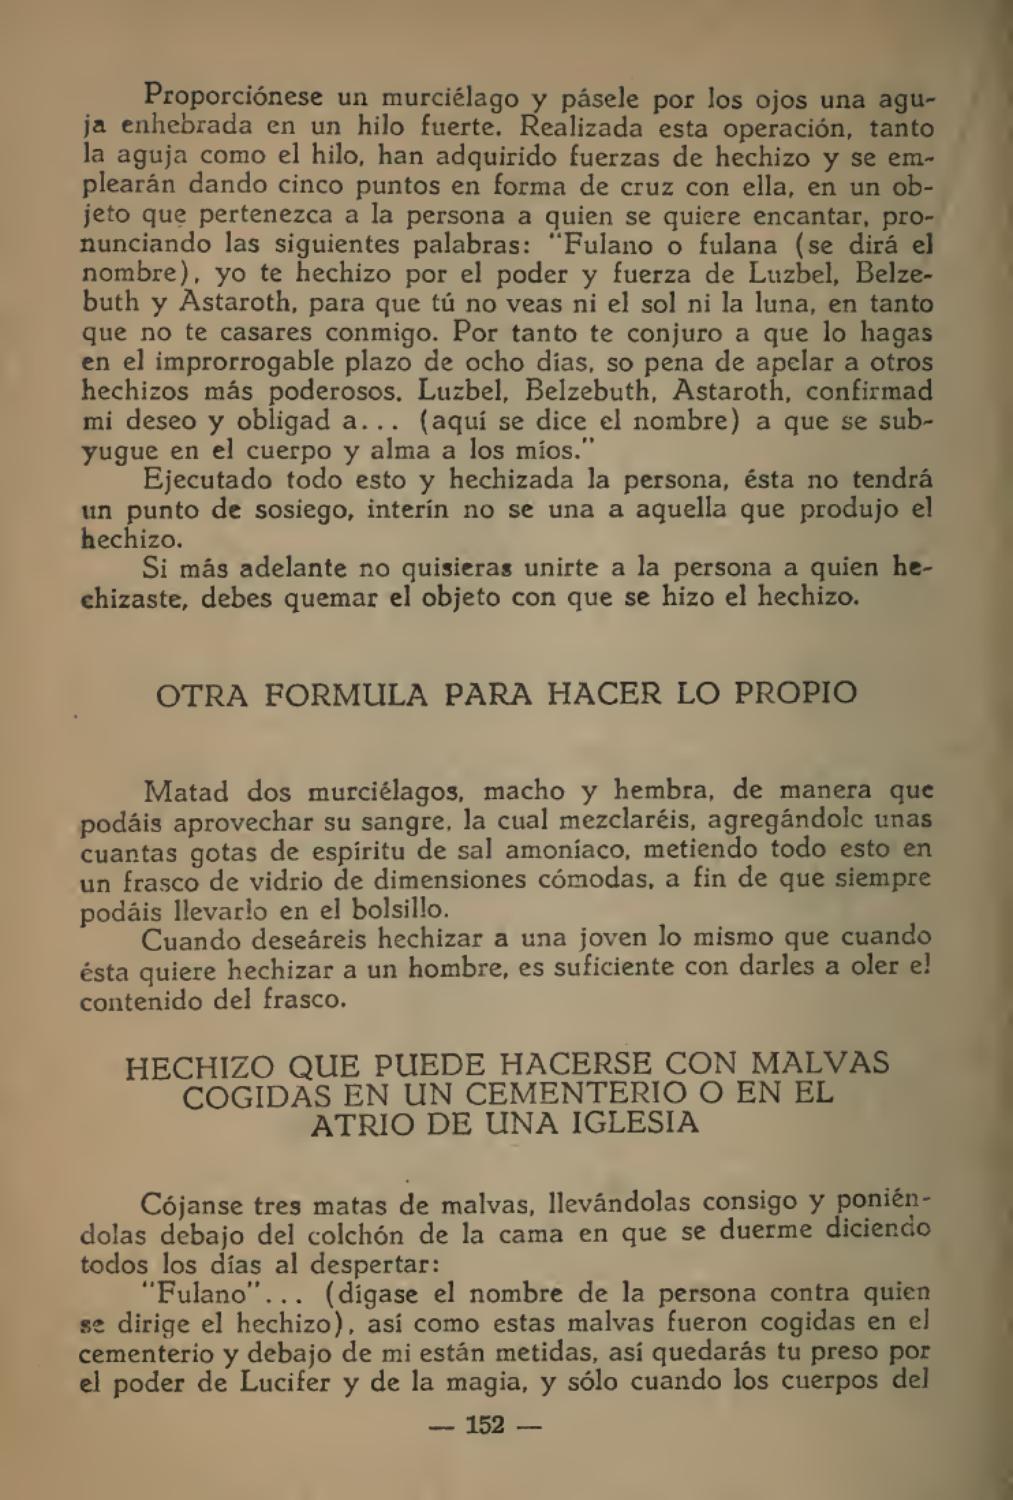 Proporciónese un murciélago y pásele por los ojos una agu-
ja enhebrada en un hilo fuerte. Realizada esta operación, tanto
la aguja como el hilo, han adquirido fuerzas de hechizo y se em-
plearán dando cinco puntos en forma de cruz con ella, en un ob-
jeto que pertenezca a la persona a quien se quiere encantar, pro-
nunciando las siguientes palabras: "Fulano o fulana (se dirá el
nombre), yo te hechizo por el poder y fuerza de Luzbel, Belze-
buth y Astaroth, para que tú no veas ni el sol ni la luna, en tanto
que no te casares conmigo. Por tanto te conjuro a que lo hagas
en el improrrogable plazo de ocho días, so pena de apelar a otros
hechizos más poderosos. Luzbel, Belzebuth, Astaroth, confirmad
mi deseo y obligad a... (aquí se dice el nombre) a que se sub-
yugue en el cuerpo y alma a los míos."
Ejecutado todo esto y hechizada la persona, ésta no tendrá
un punto de sosiego, interín no se una a aquella que produjo el
hechizo.
Si más adelante no quisieras unirte a la persona a quien he-
chizaste, debes quemar el objeto con que se hizo el hechizo.
OTRA FORMULA PARA HACER LO PROPIO
Matad dos murciélagos, macho y hembra, de manera que
podáis aprovechar su sangre, la cual mezclaréis, agregándole unas
cuantas gotas de espíritu de sal amoníaco, metiendo todo esto en
un frasco de vidrio de dimensiones cómodas, a fin de que siempre
podáis llevarlo en el bolsillo.
Cuando deseáreis hechizar a una joven lo mismo que cuando
ésta quiere hechizar a un hombre, es suficiente con darles a oler el
contenido del frasco.
HECHIZO QUE PUEDE HACERSE CON MALVAS
COGIDAS EN UN CEMENTERIO O EN EL
ATRIO DE UNA IGLESIA
Cójanse tres matas de malvas, llevándolas consigo y ponién-
dolas debajo del colchón de la cama en que se duerme diciendo
todos los días al despertar:
"Fulano"... (dígase el nombre de la persona contra quien
se dirige el hechizo), así como estas malvas fueron cogidas en el
cementerio y debajo de mi están metidas, así quedarás tu preso por
el poder de Lucifer y de la magia, y sólo cuando los cuerpos del
— 152 —